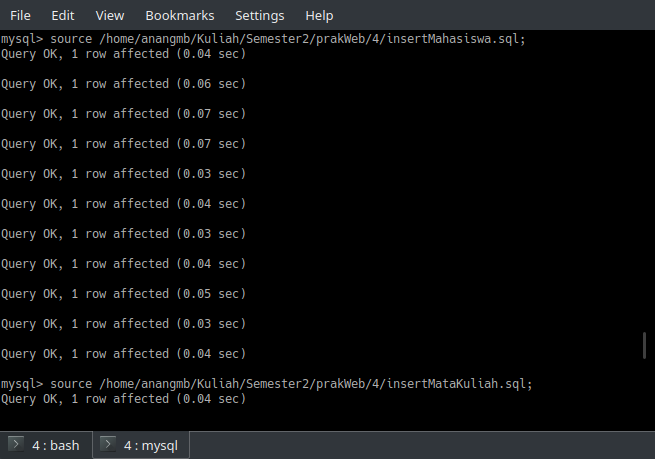 File Edit View Bookmarks Settings Help
mysql> source /home/anangmb/Kuliah/Semester2/prakWeb/4/insertMahasiswa.sql;
Query OK, 1 row affected (0.04 sec)
Query OK, 1 row affected (0.06 sec)
Query OK, 1 row affected (0.07 sec)
Query OK, 1 row affected (0.07 sec)
Query OK, 1 row affected (0.03 sec)
Query OK, 1 row affected (0.04 sec)
Query OK, 1 row affected (0.03 sec)
Query OK, 1 row affected (0.04 sec)
Query OK, 1 row affected (0.05 sec)
Query OK, 1 row affected (0.03 sec)
Query OK, 1 row affected (0.04 sec)
mysql> source /home/anangmb/Kuliah/Semester2/prakWeb/4/insertMataKuliah.sql;
Query OK, 1 row affected (0.04 sec)
4 : bash 4 : mysql